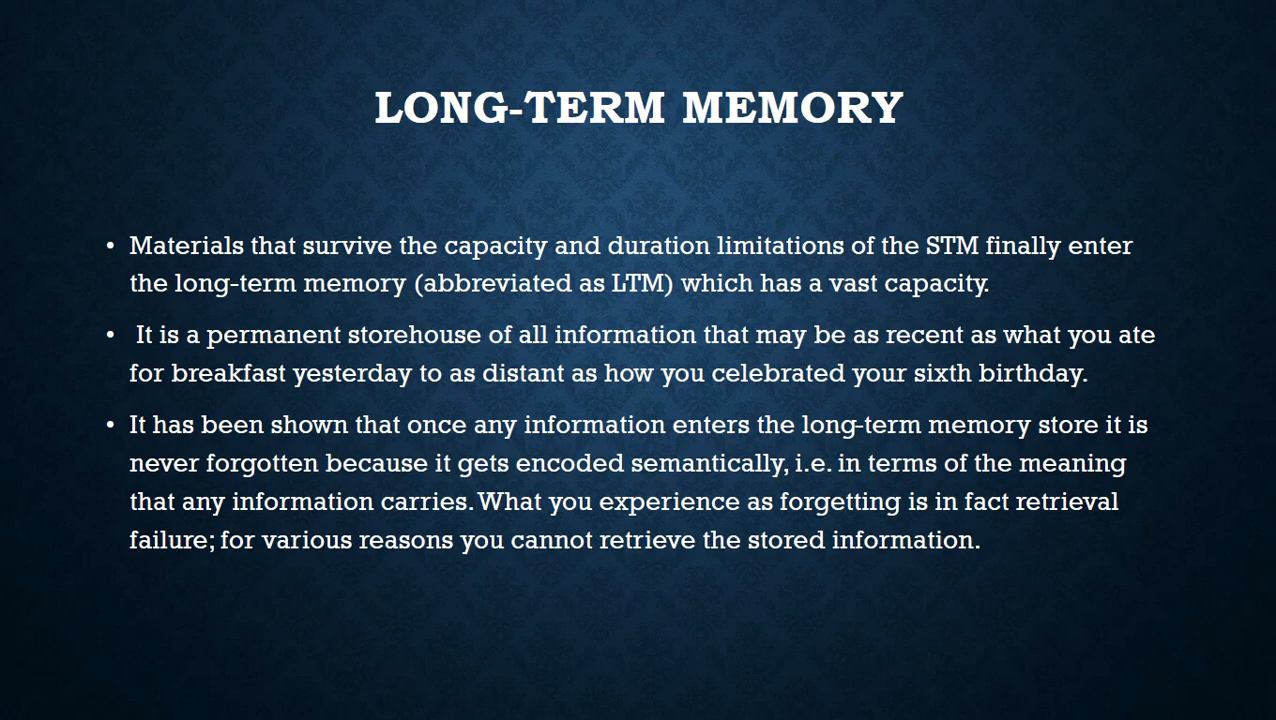 LONG-TERM MEMORY
• Materials that survive the capacity and duration limitations of the STM finally enter
the long-term memory (abbreviated as LTM) which has a vast capacity.
• It is a permanent storehouse of all information that may be as recent as what you ate
for breakfast yesterday to as distant as how you celebrated your sixth birthday.
• It has been shown that once any information enters the long-term memory store it is
never forgotten because it gets encoded semantically, i.e. in terms of the meaning
that any information carries. What you experience as forgetting is in fact retrieval
failure; for various reasons you cannot retrieve the stored information.